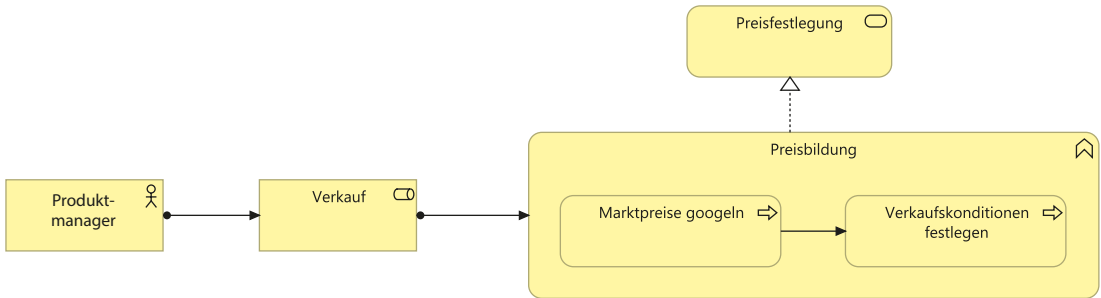 Preisfestlegung
Preisbildung
Produkt-
manager
Verkauf
Marktpreise googeln
Verkaufskonditionen
festlegen